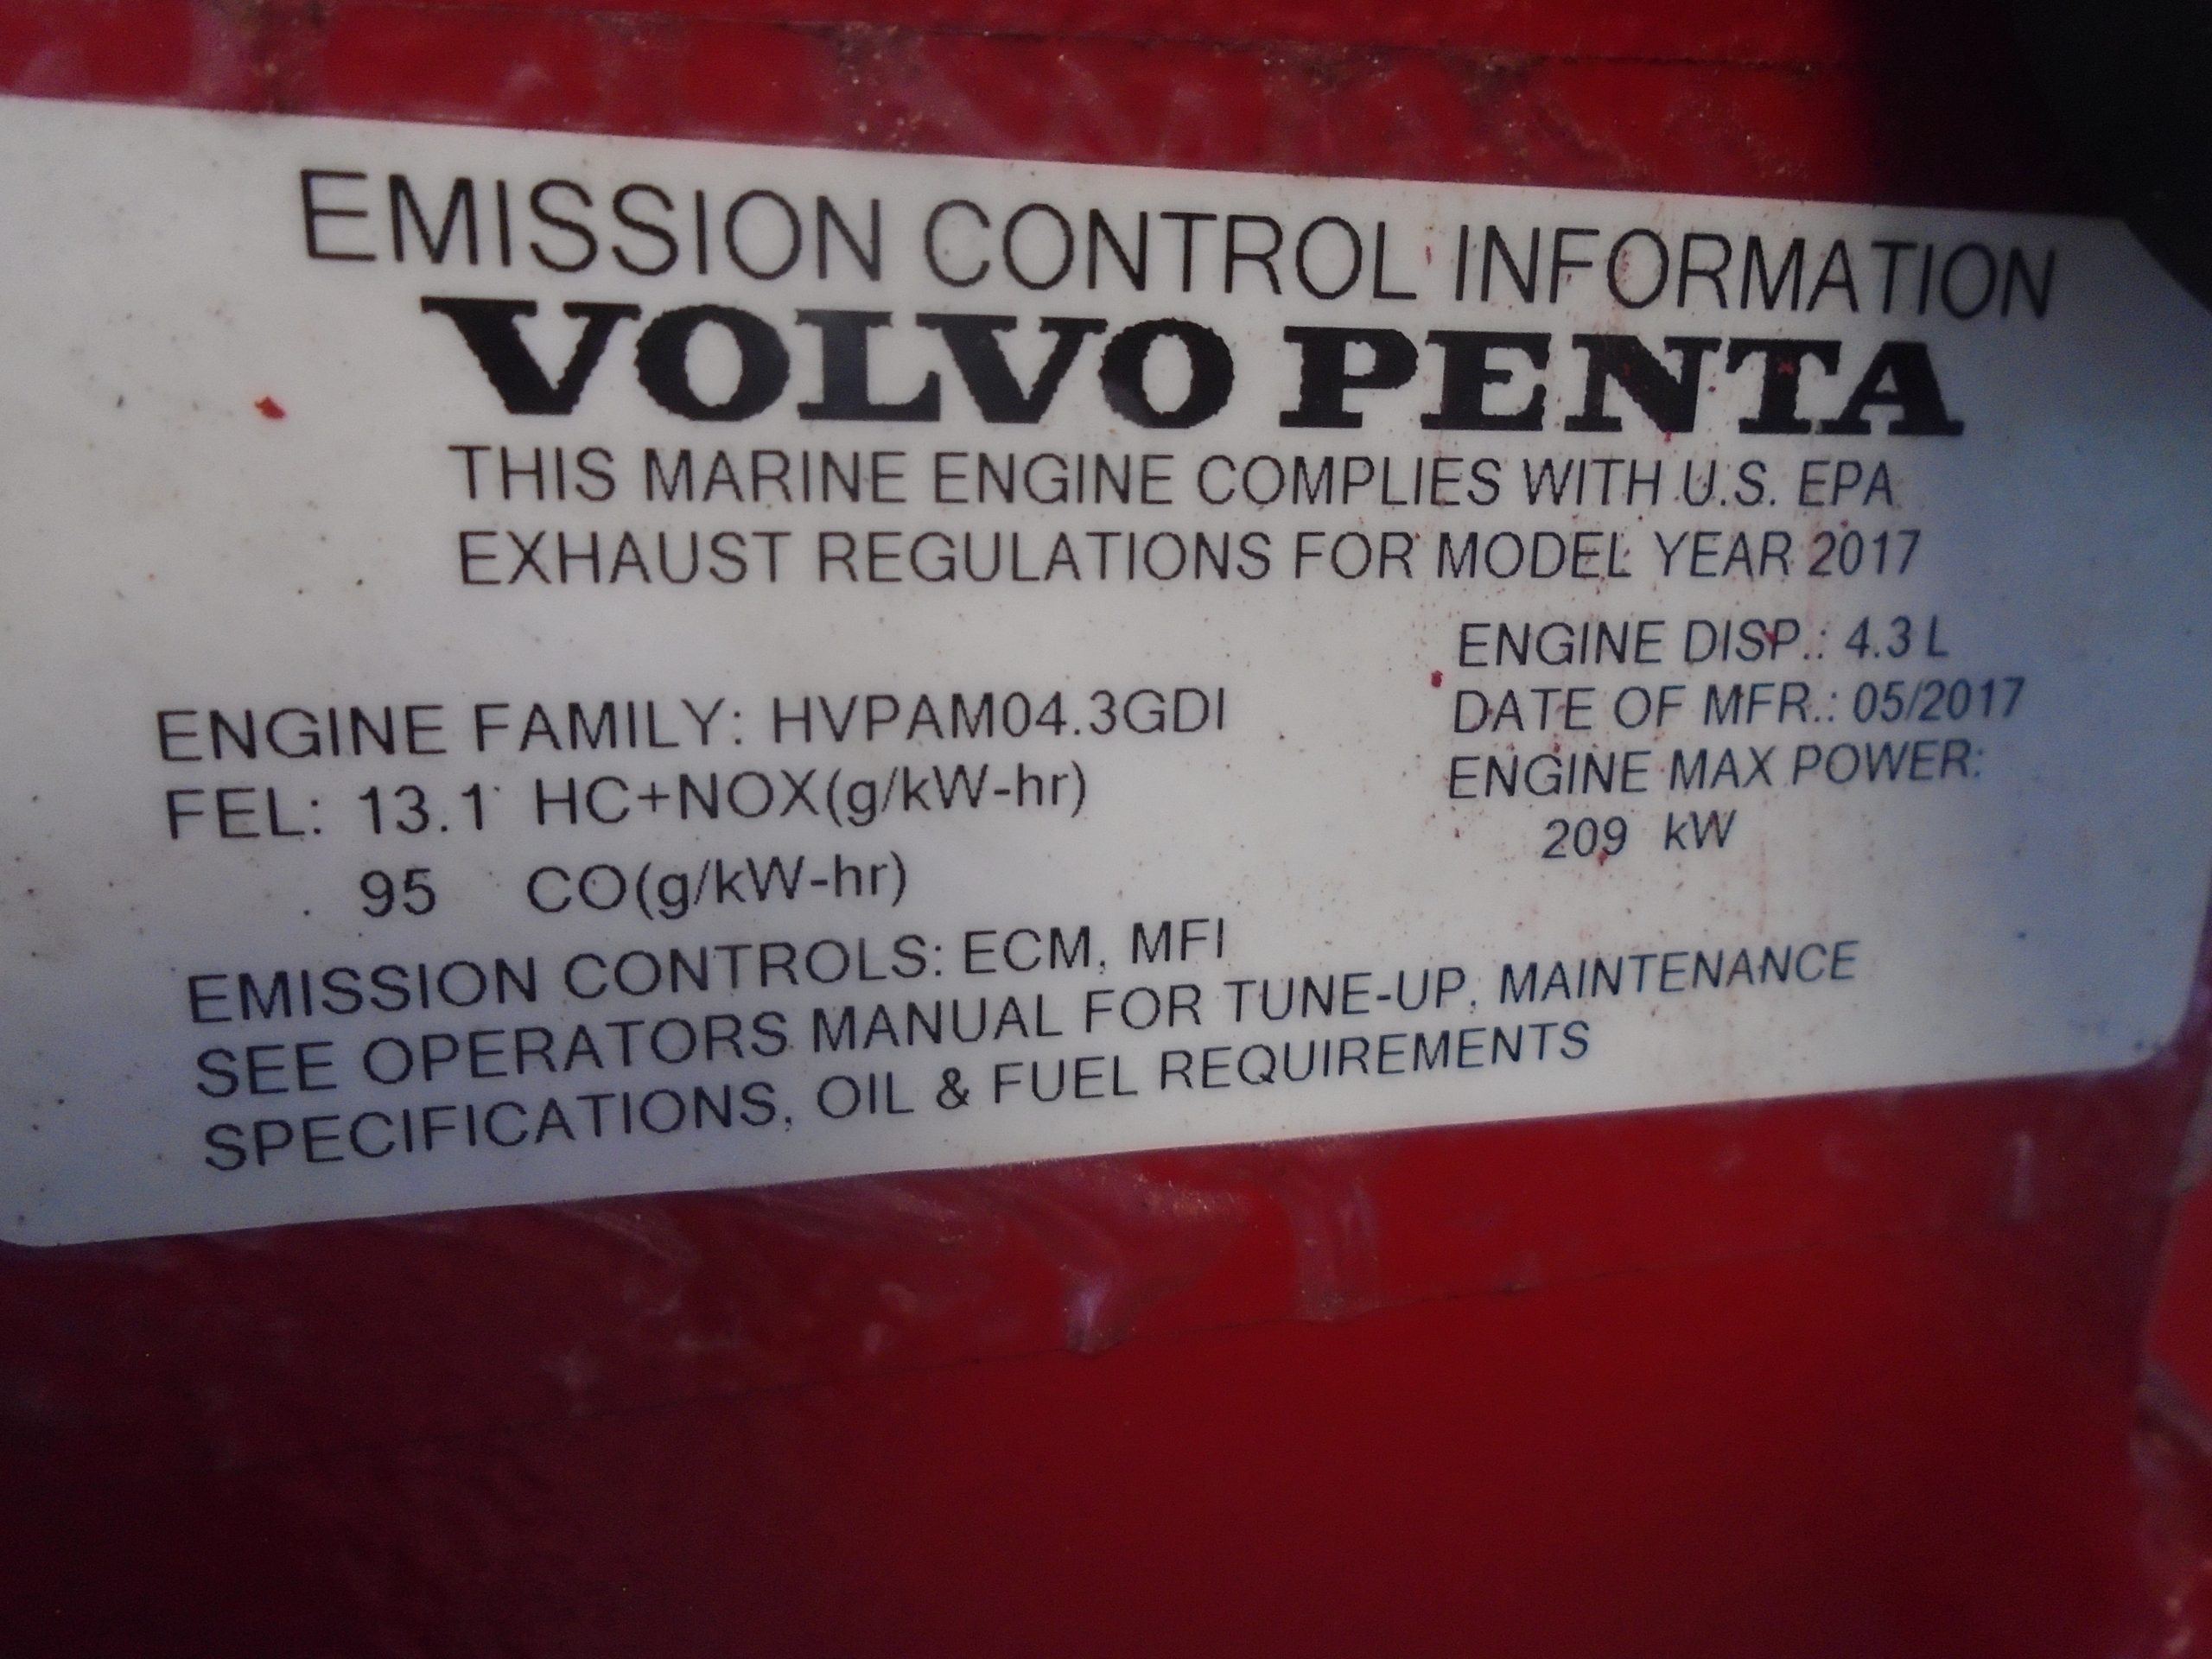 EMISSION CONTROL INFORMATION
VOLVO PENTA
THIS MARINE ENGINE COMPLIES WITH U.S. EPA
EXHAUST REGULATIONS FOR MODEL YEAR 2017
ENGINE DISP.: 4.3 L
DATE OF MFR.: 05/2017
ENGINE MAX POWER:
209 kW
ENGINE FAMILY: HVPAM04.3GDI
FEL: 13.1 HC+NOX(g/kW-hr)
95 CO(g/kW-hr)
EMISSION CONTROLS: ECM, MFI
SEE OPERATORS MANUAL FOR TUNE-UP, MAINTENANCE
SPECIFICATIONS, OIL & FUEL REQUIREMENTS